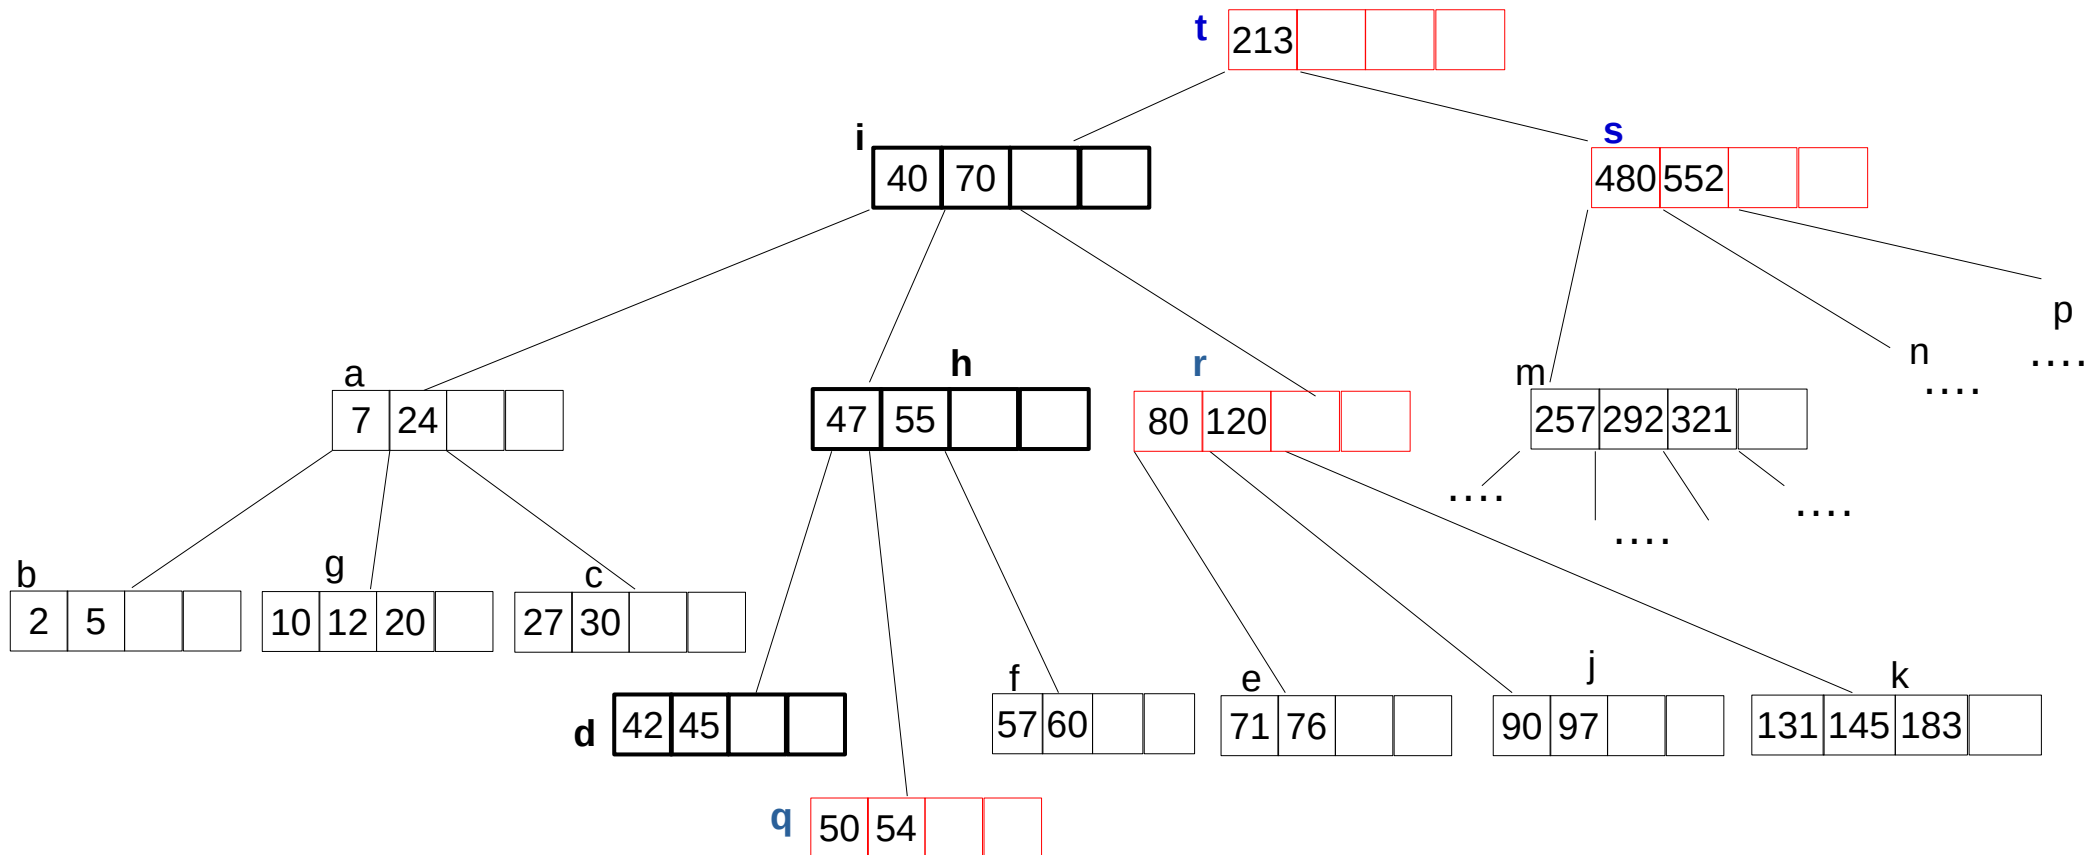 t
213
i
s
40 70
480 552
p
....
n
....
a
h
r
m
7 24
47 55
80 120
257 292 321
....
....
....
b
g
c
2 5
10 12 20
27 30
f
e
j
k
d
42 45
57 60
71 76
90 97
131 145 183
q
50 54